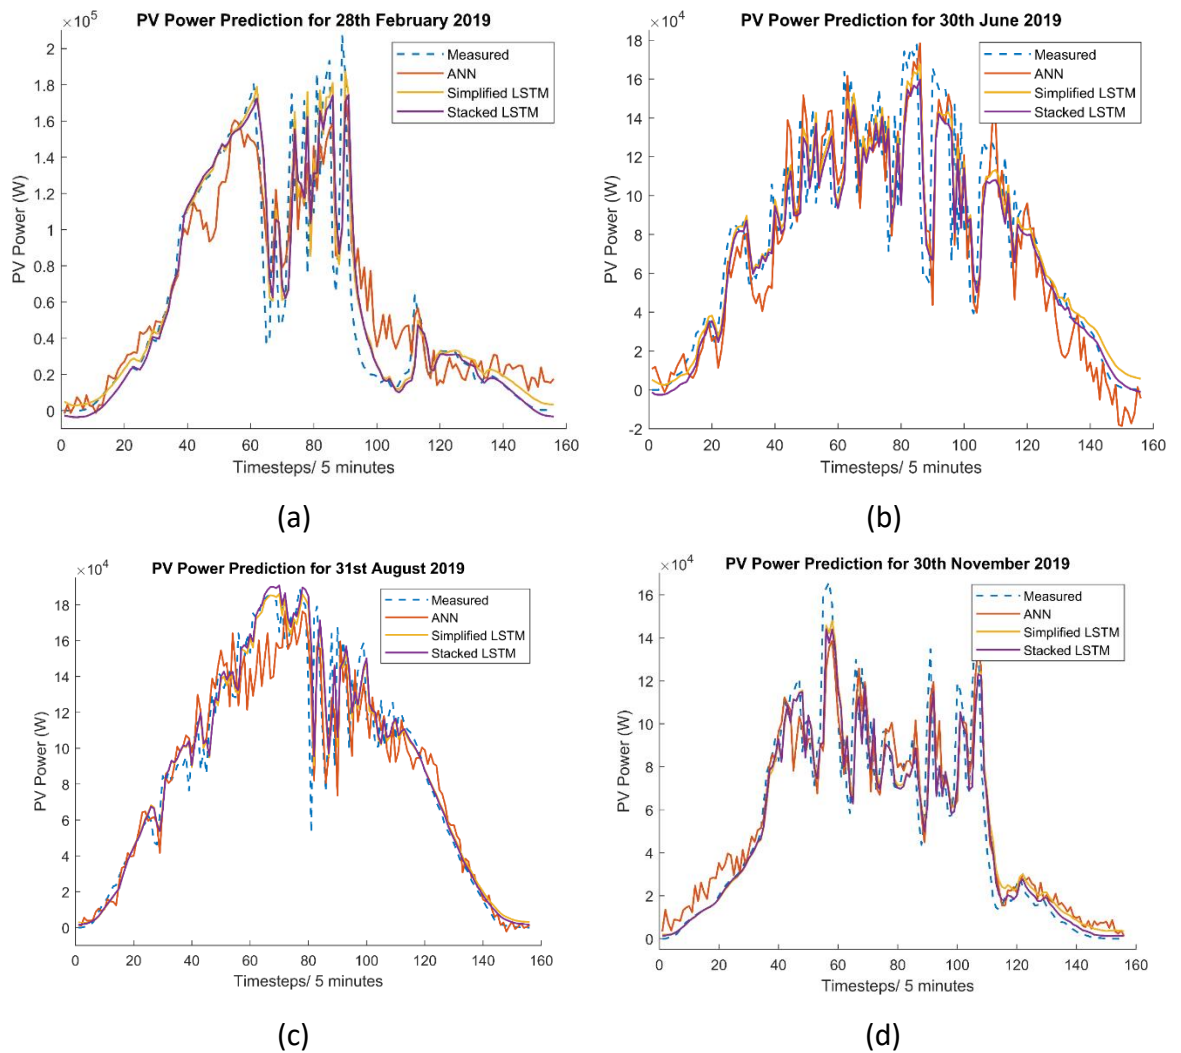 PV Power Prediction for 28th February 2019
×10⁵
2
1.8
1.6
1.4
1.2
1
0.8
0.6
0.4
0.2
0
PV Power (W)
Measured
ANN
Simplified LSTM
Stacked LSTM
0 20 40 60 80 100 120 140 160
Timesteps/ 5 minutes
(a)
PV Power Prediction for 30th June 2019
×10⁴
18
16
14
12
10
8
6
4
2
0
-2
PV Power (W)
Measured
ANN
Simplified LSTM
Stacked LSTM
0 20 40 60 80 100 120 140 160
Timesteps/ 5 minutes
(b)
PV Power Prediction for 31st August 2019
×10⁴
18
16
14
12
10
8
6
4
2
0
PV Power (W)
Measured
ANN
Simplified LSTM
Stacked LSTM
0 20 40 60 80 100 120 140 160
Timesteps/ 5 minutes
(c)
PV Power Prediction for 30th November 2019
×10⁴
16
14
12
10
8
6
4
2
0
PV Power (W)
Measured
ANN
Simplified LSTM
Stacked LSTM
0 20 40 60 80 100 120 140 160
Timesteps/ 5 minutes
(d)